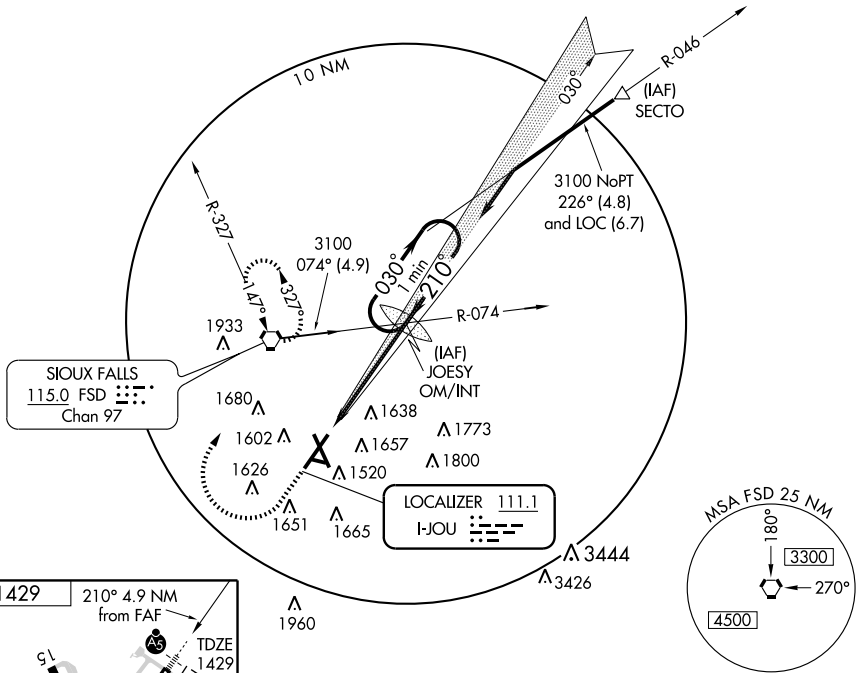 10 NM
R-046
030°
(IAF)
SECTO
3100 NoPT
226° (4.8)
and LOC (6.7)
R-327
3100
074° (4.9)
030°
1 min
210°
147°
327°
R-074
1933
(IAF)
JOESY
OM/INT
SIOUX FALLS
115.0 FSD
Chan 97
1680
1638
1602
1657
1773
1626
1520
1800
LOCALIZER 111.1
I-JOU
1651
1665
3444
3426
1960
MSA FSD 25 NM
180°
3300
270°
4500
1429
210° 4.9 NM
from FAF
A5
TDZE
1429
15